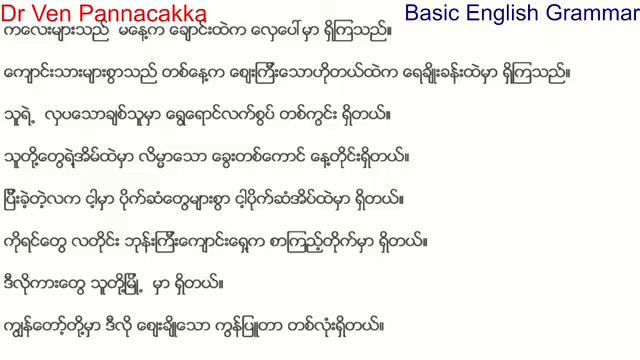 Dr Ven Pannacakka
Basic English Grammar
ကလေးများသည် မနေ့က ချောင်းထဲက လှေပေါ်မှာ ရှိကြသည်။
ကျောင်းသားများစွာသည် တစ်နေ့က ဈေးကြီးသောဟိုတယ်ထဲက ရေချိုးခန်းထဲမှာ ရှိကြသည်။
သူရဲ့ လှပသောချစ်သူမှာ ရွှေရောင်လက်စွပ် တစ်ကွင်း ရှိတယ်။
သူတို့တွေရဲ့အိမ်ထဲမှာ လိမ္မာသော ခွေးတစ်ကောင် နေ့တိုင်းရှိတယ်။
ပြီးခဲ့တဲ့လက ငါ့မှာ ပိုက်ဆံတွေများစွာ ငါ့ပိုက်ဆံအိပ်ထဲမှာ ရှိတယ်။
ကိုရင်တွေ လတိုင်း ဘုန်းကြီးကျောင်းရှေ့က စာကြည့်တိုက်မှာ ရှိတယ်။
ဒီလိုကားတွေ သူတို့မြို့ မှာ ရှိတယ်။
ကျွန်တော့်တို့မှာ ဒီလို ဈေးချိုသော ကွန်ပြူတာ တစ်လုံးရှိတယ်။